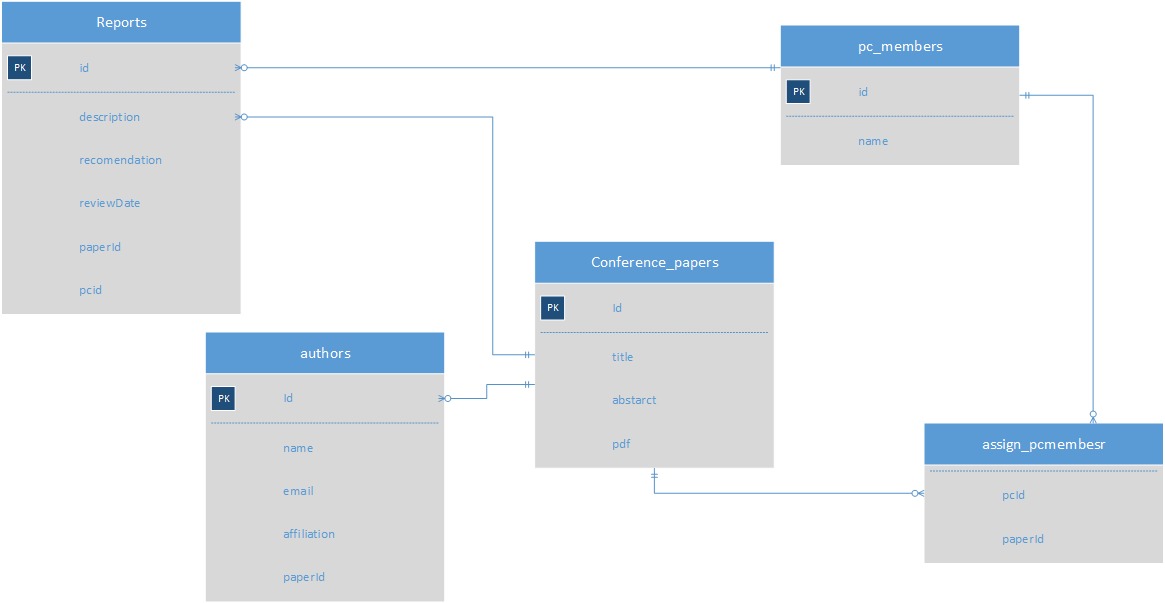 Reports
PK id
description
recomendation
reviewDate
paperId
pcid
pc_members
PK id
name
Conference_papers
PK Id
title
abstarct
pdf
authors
PK Id
name
email
affiliation
paperId
assign_pcmembesr
pcId
paperId